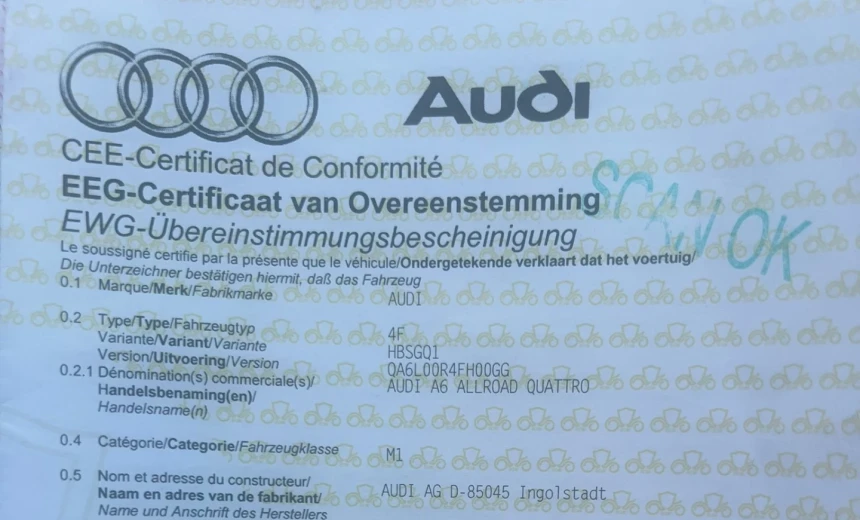 AUDI
CEE-Certificat de Conformité
EEG-Certificaat van Overeenstemming
EWG-Übereinstimmungsbescheinigung
SCAN OK
Le soussigné certifie par la présente que le véhicule/Ondergetekende verklaart dat het voertuig/
Die Unterzeichner bestätigen hiermit, daß das Fahrzeug
0.1 Marque/Merk/Fabrikmarke AUDI
0.2 Type/Type/Fahrzeugtyp 4F
Variante/Variant/Variante HBSGQ1
Version/Uitvoering/Version QA6L00R4FH00GG
0.2.1 Dénomination(s) commerciale(s)/ AUDI A6 ALLROAD QUATTRO
Handelsbenaming(en)/
Handelsname(n)
0.4 Catégorie/Categorie/Fahrzeugklasse M1
0.5 Nom et adresse du constructeur/
Naam en adres van de fabrikant/ AUDI AG D-85045 Ingolstadt
Name und Anschrift des Herstellers